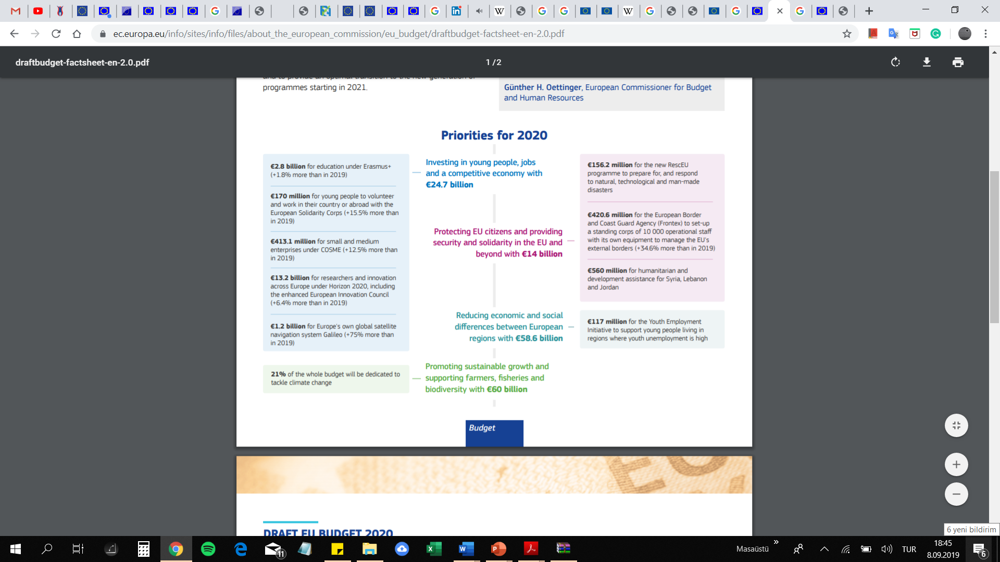 ec.europa.eu/info/sites/info/files/about_the_european_commission/eu_budget/draftbudget-factsheet-en-2.0.pdf
draftbudget-factsheet-en-2.0.pdf
1 / 2
and to provide an optimal transition to the new generation of
programmes starting in 2021.
Günther H. Oettinger, European Commissioner for Budget
and Human Resources
Priorities for 2020
€2.8 billion for education under Erasmus+
(+1.8% more than in 2019)
€170 million for young people to volunteer
and work in their country or abroad with the
European Solidarity Corps (+15.5% more than
in 2019)
€413.1 million for small and medium
enterprises under COSME (+12.5% more than
in 2019)
€13.2 billion for researchers and innovation
across Europe under Horizon 2020, including
the enhanced European Innovation Council
(+6.4% more than in 2019)
€1.2 billion for Europe's own global satellite
navigation system Galileo (+75% more than
in 2019)
Investing in young people, jobs
and a competitive economy with
€24.7 billion
Protecting EU citizens and providing
security and solidarity in the EU and
beyond with €14 billion
€156.2 million for the new RescEU
programme to prepare for, and respond
to natural, technological and man-made
disasters
€420.6 million for the European Border
and Coast Guard Agency (Frontex) to set-up
a standing corps of 10 000 operational staff
with its own equipment to manage the EU's
external borders (+34.6% more than in 2019)
€560 million for humanitarian and
development assistance for Syria, Lebanon
and Jordan
Reducing economic and social
differences between European
regions with €58.6 billion
€117 million for the Youth Employment
Initiative to support young people living in
regions where youth unemployment is high
21% of the whole budget will be dedicated to
tackle climate change
Promoting sustainable growth and
supporting farmers, fisheries and
biodiversity with €60 billion
Budget
DRAFT EU BUDGET 2020
6 yeni bildirim
11
Masaüstü
TUR
18:45
8.09.2019
6